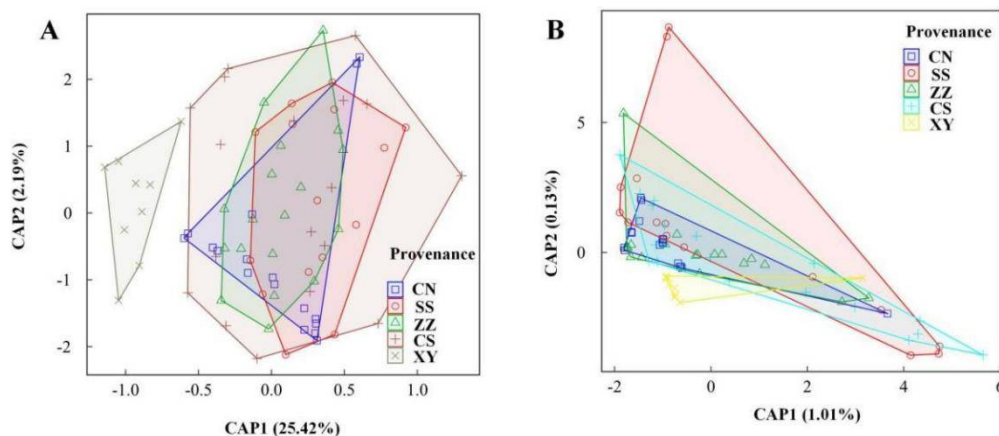 A
CAP2 (2.19%)
2
1
0
-1
-2
-1.0
-0.5
0.0
0.5
1.0
CAP1 (25.42%)
Provenance
CN
SS
ZZ
CS
XY
B
CAP2 (0.13%)
5
0
-2
0
2
4
6
CAP1 (1.01%)
Provenance
CN
SS
ZZ
CS
XY